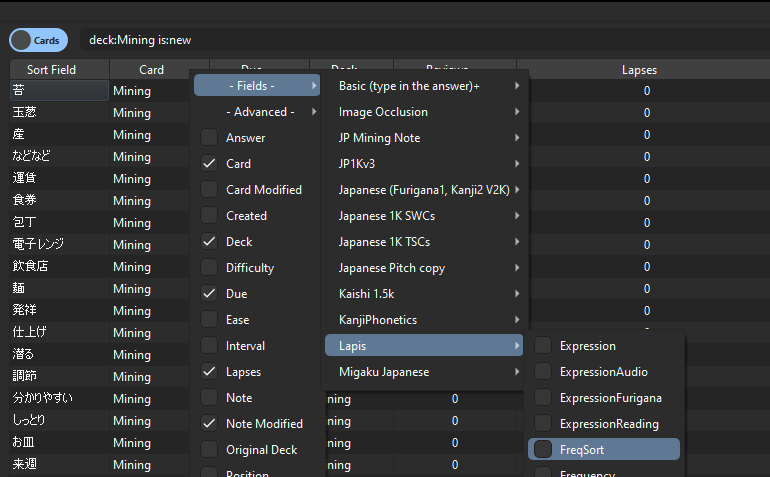 Cards deck:Mining is:new
Sort Field Card Due Deck Reviews Lapses
苔 Mining 0
玉葱 Mining 0
産 Mining 0
などなど Mining 0
運賃 Mining 0
食券 Mining 0
包丁 Mining 0
電子レンジ Mining 0
飲食店 Mining 0
麺 Mining 0
発祥 Mining 0
仕上げ Mining 0
潜る Mining
調節 Mining
分かりやすい Mining ning 0
しっとり Mining ning 0
お皿 Mining ning 0
来週 Mining ning 0
- Fields -
- Advanced -
Answer
Card
Card Modified
Created
Deck
Difficulty
Due
Ease
Interval
Lapses
Note
Note Modified
Original Deck
Position
Basic (type in the answer)+
Image Occlusion
JP Mining Note
JP1Kv3
Japanese (Furigana1, Kanji2 V2K)
Japanese 1K SWCs
Japanese 1K TSCs
Japanese Pitch copy
Kaishi 1.5k
KanjiPhonetics
Lapis
Migaku Japanese
Expression
ExpressionAudio
ExpressionFurigana
ExpressionReading
FreqSort
Frequency